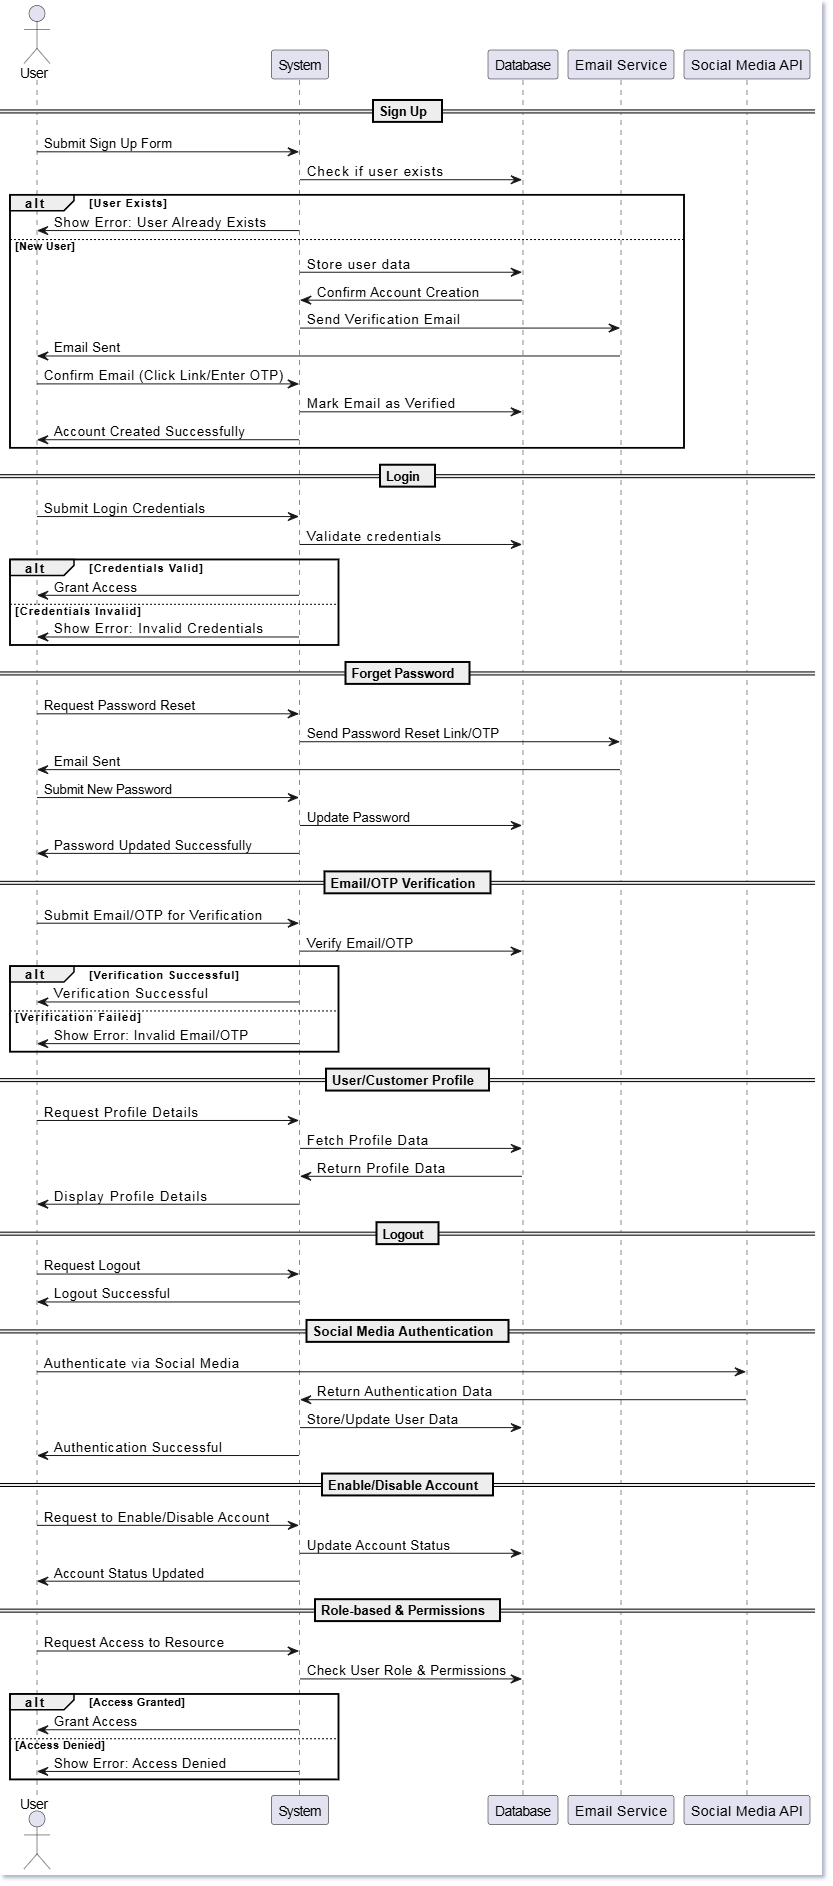 User
System
Database
Email Service
Social Media API
Sign Up
Submit Sign Up Form
Check if user exists
alt [User Exists]
Show Error: User Already Exists
[New User]
Store user data
Confirm Account Creation
Send Verification Email
Email Sent
Confirm Email (Click Link/Enter OTP)
Mark Email as Verified
Account Created Successfully
Login
Submit Login Credentials
Validate credentials
alt [Credentials Valid]
Grant Access
[Credentials Invalid]
Show Error: Invalid Credentials
Forget Password
Request Password Reset
Send Password Reset Link/OTP
Email Sent
Submit New Password
Update Password
Password Updated Successfully
Email/OTP Verification
Submit Email/OTP for Verification
Verify Email/OTP
alt [Verification Successful]
Verification Successful
[Verification Failed]
Show Error: Invalid Email/OTP
User/Customer Profile
Request Profile Details
Fetch Profile Data
Return Profile Data
Display Profile Details
Logout
Request Logout
Logout Successful
Social Media Authentication
Authenticate via Social Media
Return Authentication Data
Store/Update User Data
Authentication Successful
Enable/Disable Account
Request to Enable/Disable Account
Update Account Status
Account Status Updated
Role-based & Permissions
Request Access to Resource
Check User Role & Permissions
alt [Access Granted]
Grant Access
[Access Denied]
Show Error: Access Denied
User
System
Database
Email Service
Social Media API